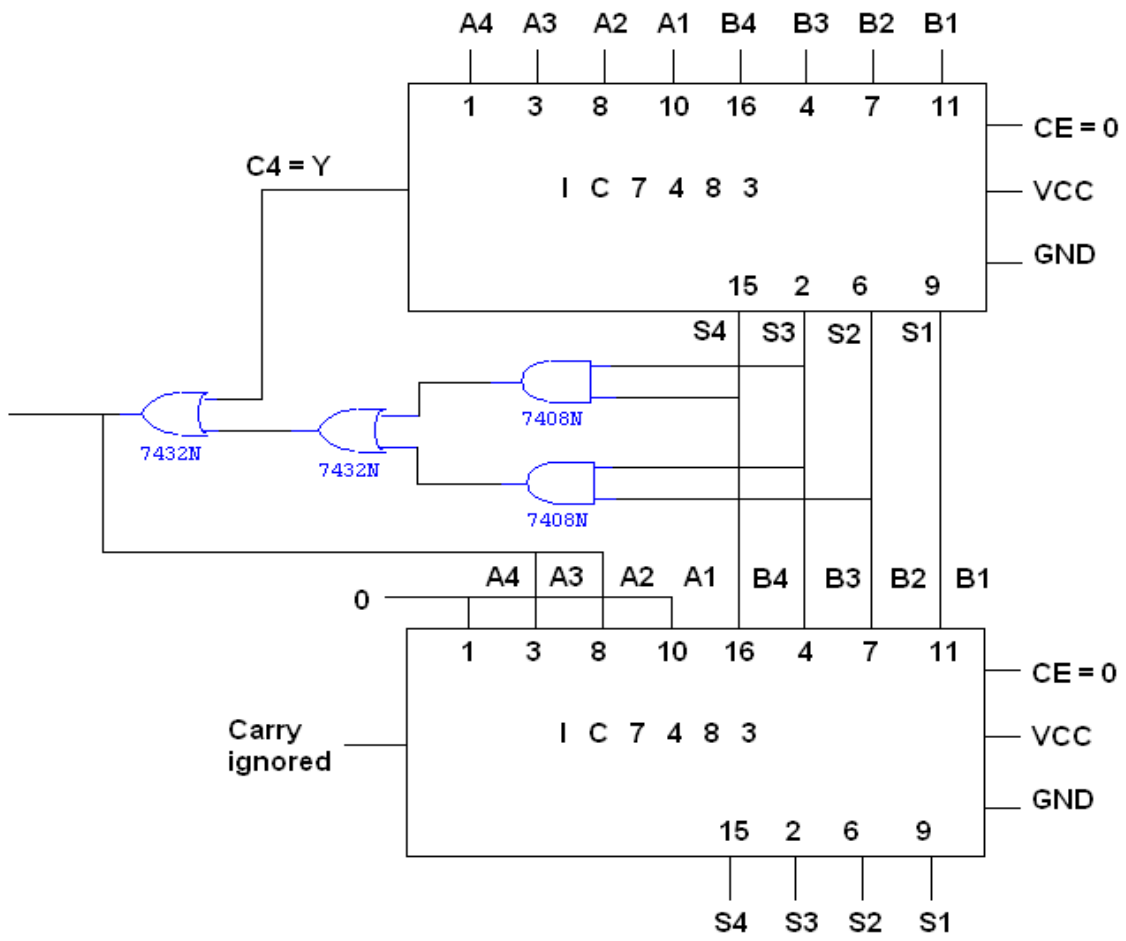 A4 A3 A2 A1 B4 B3 B2 B1
1 3 8 10 16 4 7 11
CE = 0
C4 = Y
I C 7 4 8 3
VCC
GND
15 2 6 9
S4 S3 S2 S1
7408N
7432N
7432N
7408N
0
A4 A3 A2 A1 B4 B3 B2 B1
1 3 8 10 16 4 7 11
CE = 0
Carry
ignored
I C 7 4 8 3
VCC
GND
15 2 6 9
S4 S3 S2 S1